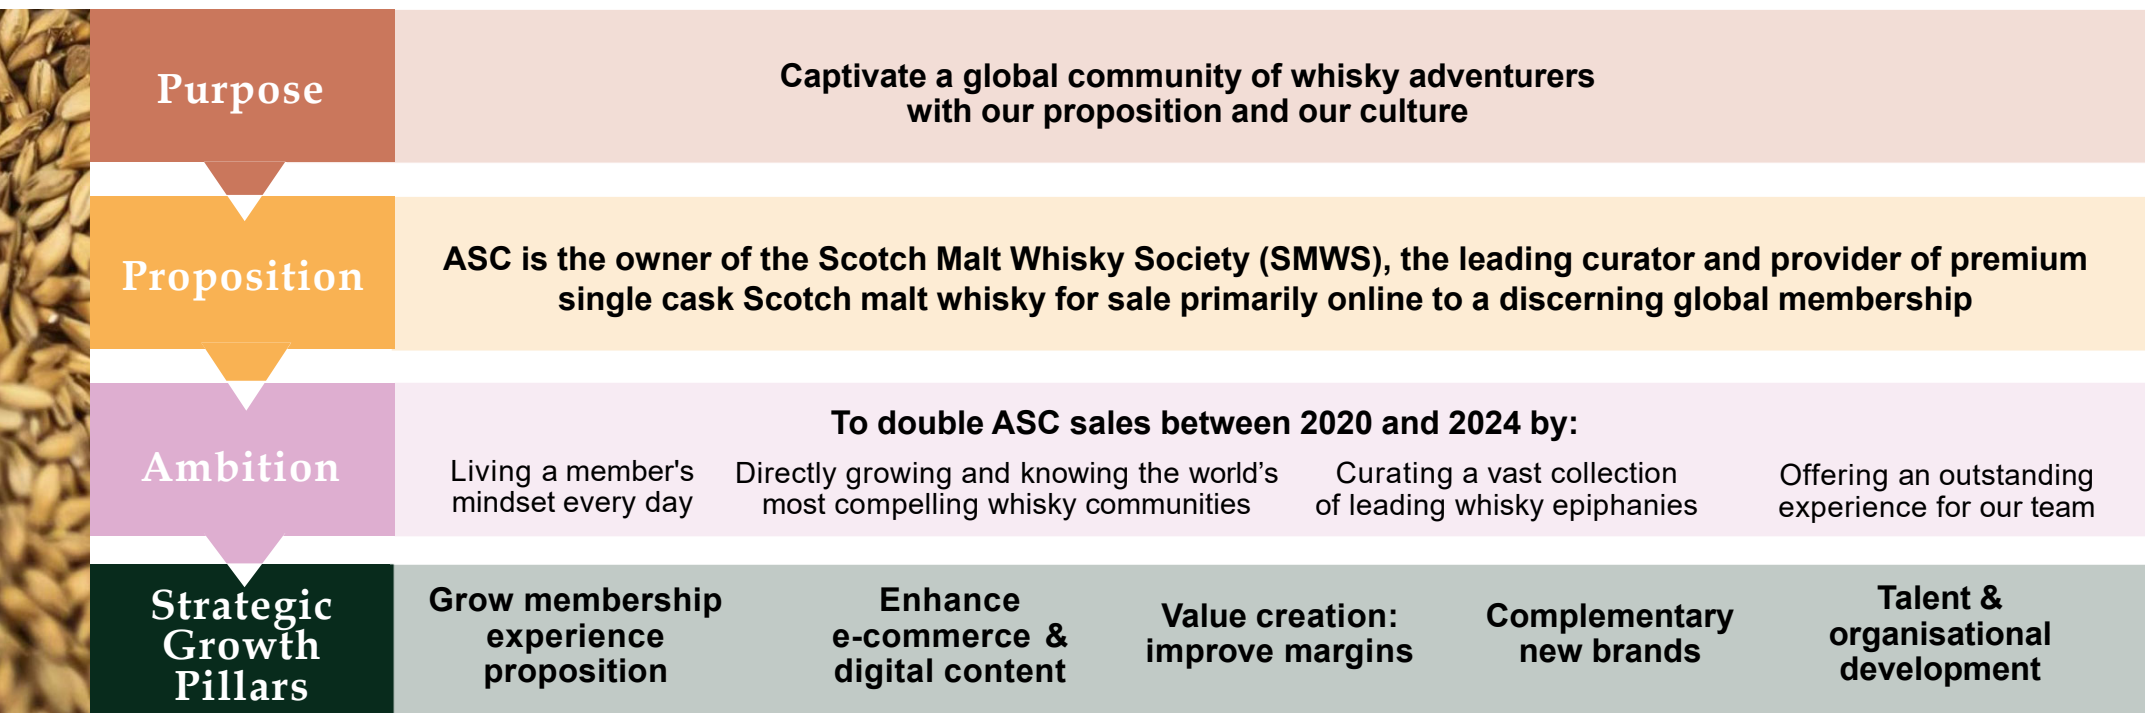 Purpose
Captivate a global community of whisky adventurers
with our proposition and our culture
Proposition
ASC is the owner of the Scotch Malt Whisky Society (SMWS), the leading curator and provider of premium
single cask Scotch malt whisky for sale primarily online to a discerning global membership
Ambition
To double ASC sales between 2020 and 2024 by:
Living a member's
mindset every day
Directly growing and knowing the world’s
most compelling whisky communities
Curating a vast collection
of leading whisky epiphanies
Offering an outstanding
experience for our team
Strategic
Growth
Pillars
Grow membership
experience
proposition
Enhance
e-commerce &
digital content
Value creation:
improve margins
Complementary
new brands
Talent &
organisational
development